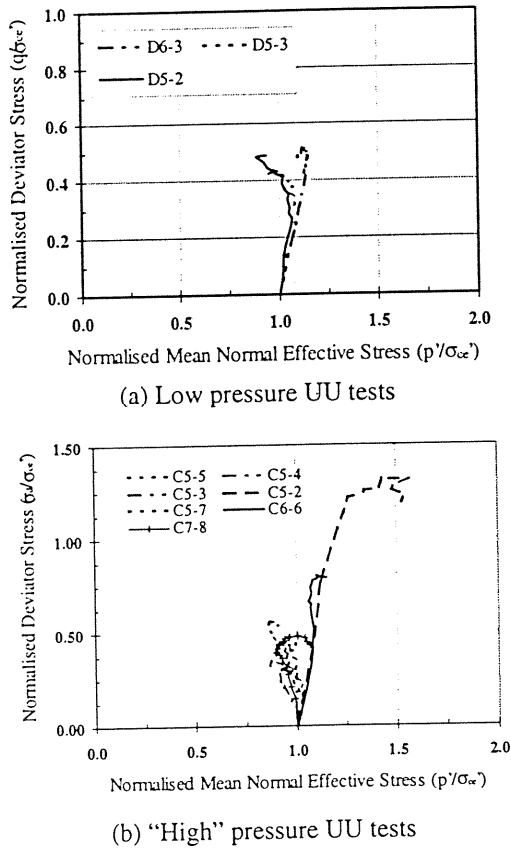 Normalised Deviator Stress (q/σce')
1.0
0.8
0.6
0.4
0.2
0.0
D6-3 D5-3
D5-2
0.0 0.5 1.0 1.5 2.0
Normalised Mean Normal Effective Stress (p'/σce')
(a) Low pressure UU tests
Normalised Deviator Stress
1.50
1.00
0.50
0.00
C5-5 C5-4
C5-3 C5-2
C5-7 C6-6
C7-8
0.0 0.5 1.0 1.5 2.0
Normalised Mean Normal Effective Stress (p'/σce')
(b) "High" pressure UU tests